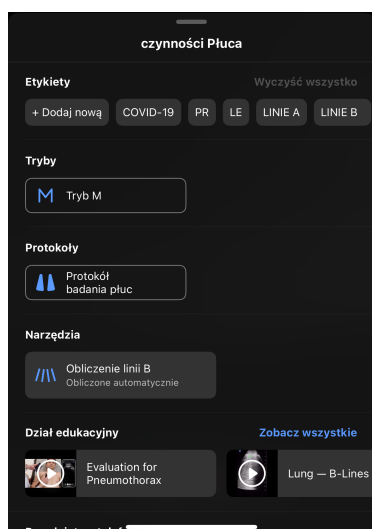 czynności Płuca
Etykiety
Wyczyść wszystko
+ Dodaj nową
COVID-19
PR
LE
LINIE A
LINIE B
Tryby
M Tryb M
Protokoły
Protokół
badania płuc
Narzędzia
Obliczenie linii B
Obliczone automatycznie
Dział edukacyjny
Zobacz wszystkie
Evaluation for
Pneumothorax
Lung — B-Lines